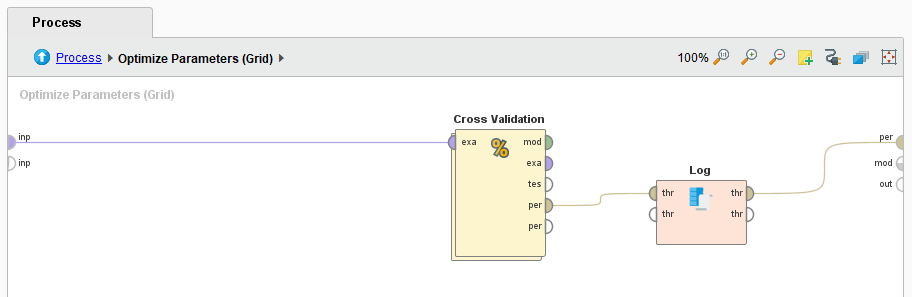 Process
Process Optimize Parameters (Grid)
100%
Optimize Parameters (Grid)
Cross Validation
inp
exa
%
mod
per
inp
exa
mod
tes
Log
out
per
thr
thr
per
thr
thr